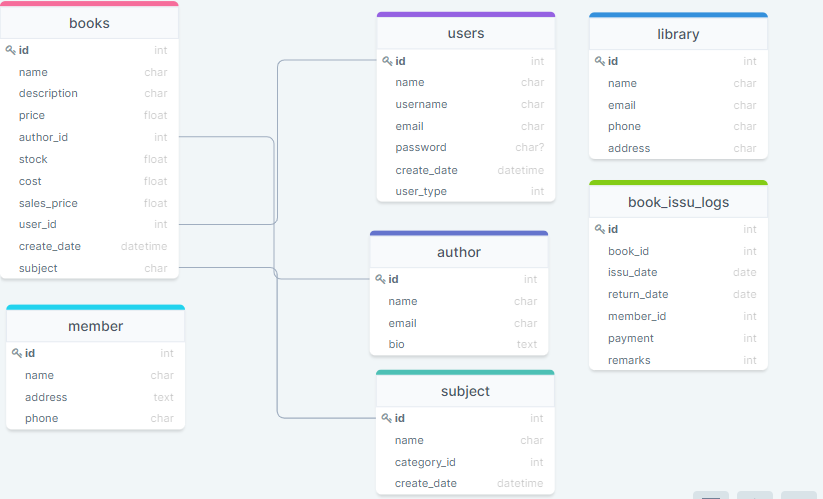 books
id int
name char
description char
price float
author_id int
stock float
cost float
sales_price float
user_id int
create_date datetime
subject char
member
id int
name char
address text
phone char
users
id int
name char
username char
email char
password char?
create_date datetime
user_type int
author
id int
name char
email char
bio text
subject
id int
name char
category_id int
create_date datetime
library
id int
name char
email char
phone char
address char
book_issu_logs
id int
book_id int
issu_date date
return_date date
member_id int
payment int
remarks int